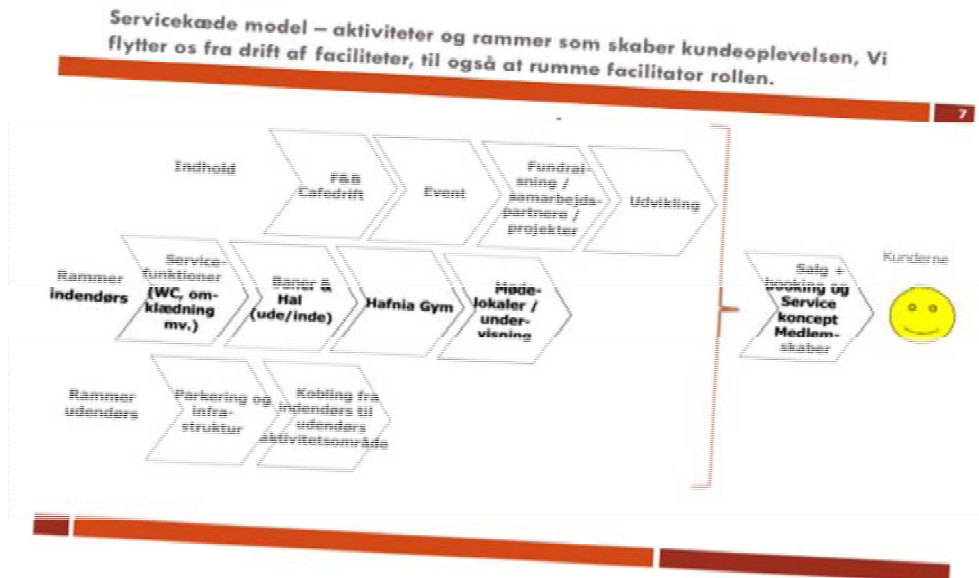 Servicekæde model – aktiviteter og rammer som skaber kundeoplevelsen, Vi
flytter os fra drift af faciliteter, til også at rumme facilitator rollen.
7
Indhold
F&B
Cafedrift
Event
Fundrai-
sning /
samarbejds-
partnere /
projekter
Udvikling
Rammer
indendørs
Service-
funktioner
(WC, om-
klædning
mv.)
Baner &
Hal
(ude/inde)
Hafnia Gym
Møde-
lokaler /
under-
visning
Salg +
booking og
Service
koncept
Medlem-
skaber
Kunderne
Rammer
udendørs
Parkering og
infra-
struktur
Kobling fra
indendørs til
udendørs
aktivitetsområde